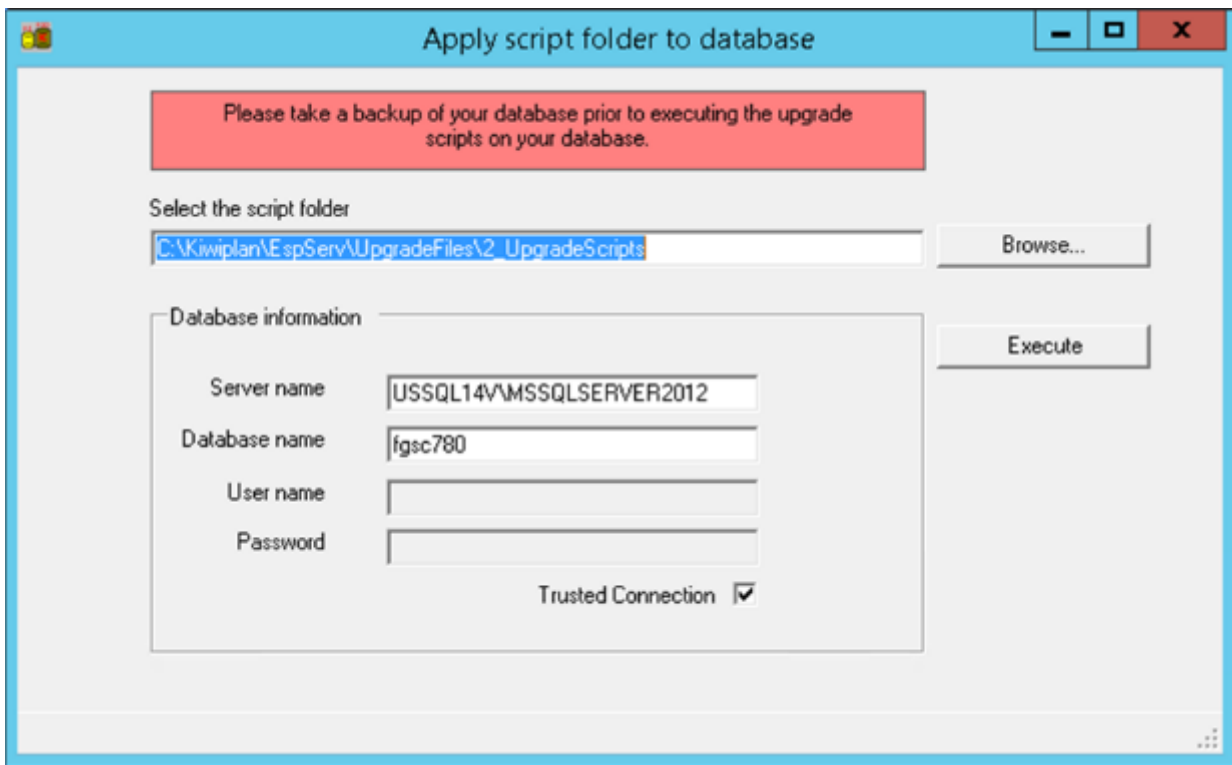 Apply script folder to database
Please take a backup of your database prior to executing the upgrade
scripts on your database.
Select the script folder
C:\Kiwiplan\EspServ\UpgradeFiles\2_UpgradeScripts
Browse...
Database information
Execute
Server name
USSQL14V\MSSQLSERVER2012
Database name
fgsc780
User name
Password
Trusted Connection